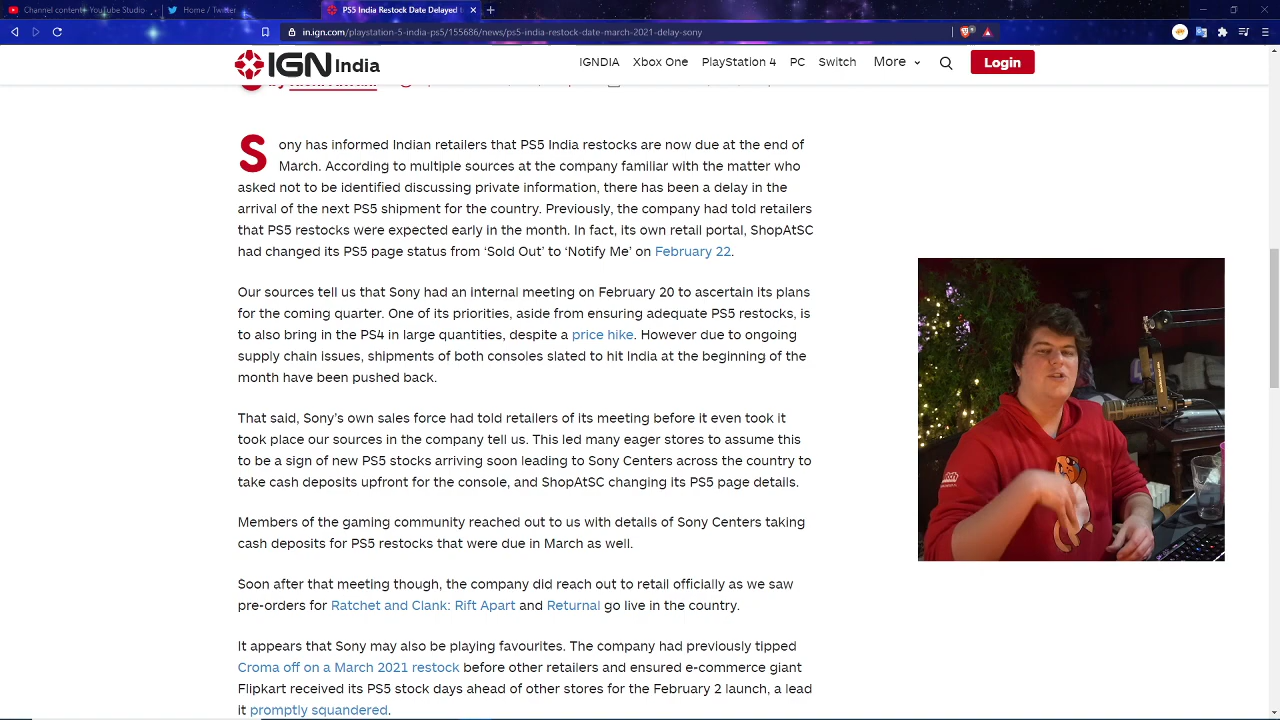 Channel content - YouTube Studio
Home / Twitter
PS5 India Restock Date Delayed
in.ign.com/playstation-5-india-ps5/155686/news/ps5-india-restock-date-march-2021-delay-sony
IGN India
IGNDIA
Xbox One
PlayStation 4
PC
Switch
More
Login
Sony has informed Indian retailers that PS5 India restocks are now due at the end of
March. According to multiple sources at the company familiar with the matter who
asked not to be identified discussing private information, there has been a delay in the
arrival of the next PS5 shipment for the country. Previously, the company had told retailers
that PS5 restocks were expected early in the month. In fact, its own retail portal, ShopAtSC
had changed its PS5 page status from ‘Sold Out’ to ‘Notify Me’ on February 22.
Our sources tell us that Sony had an internal meeting on February 20 to ascertain its plans
for the coming quarter. One of its priorities, aside from ensuring adequate PS5 restocks, is
to also bring in the PS4 in large quantities, despite a price hike. However due to ongoing
supply chain issues, shipments of both consoles slated to hit India at the beginning of the
month have been pushed back.
That said, Sony’s own sales force had told retailers of its meeting before it even took it
took place our sources in the company tell us. This led many eager stores to assume this
to be a sign of new PS5 stocks arriving soon leading to Sony Centers across the country to
take cash deposits upfront for the console, and ShopAtSC changing its PS5 page details.
Members of the gaming community reached out to us with details of Sony Centers taking
cash deposits for PS5 restocks that were due in March as well.
Soon after that meeting though, the company did reach out to retail officially as we saw
pre-orders for Ratchet and Clank: Rift Apart and Returnal go live in the country.
It appears that Sony may also be playing favourites. The company had previously tipped
Croma off on a March 2021 restock before other retailers and ensured e-commerce giant
Flipkart received its PS5 stock days ahead of other stores for the February 2 launch, a lead
it promptly squandered.